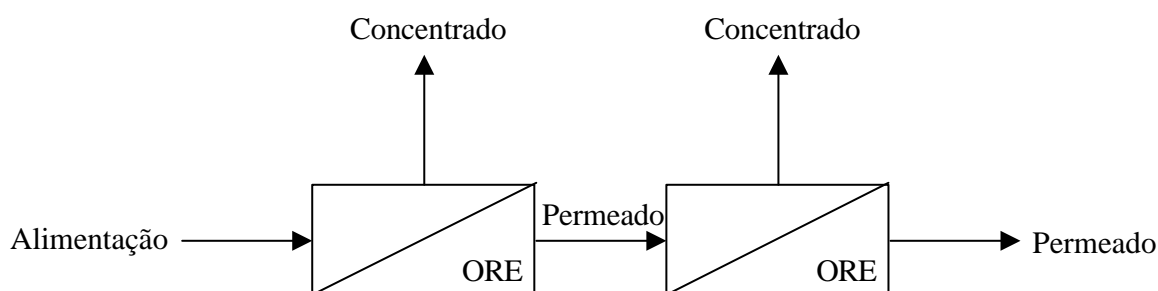 Concentrado
Concentrado
Alimentação
Permeado
ORE
ORE
Permeado